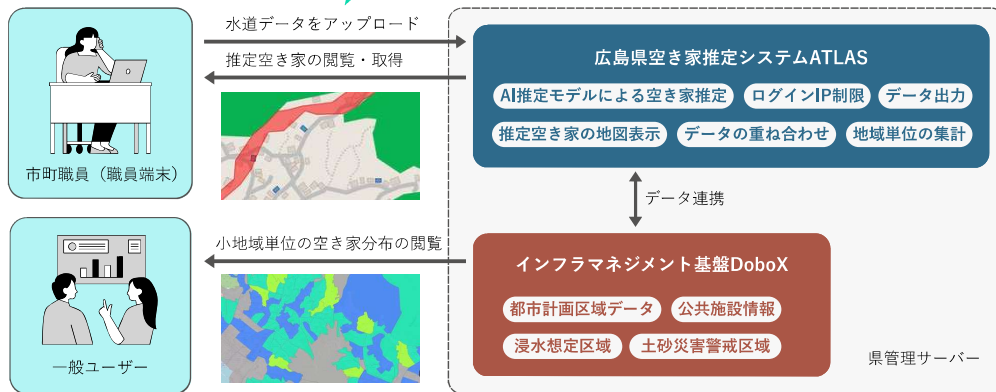 水道データをアップロード
推定空き家の閲覧・取得
市町職員（職員端末）
広島県空き家推定システムATLAS
AI推定モデルによる空き家推定
ログインIP制限
データ出力
推定空き家の地図表示
データの重ね合わせ
地域単位の集計
データ連携
小地域単位の空き家分布の閲覧
一般ユーザー
インフラマネジメント基盤DoboX
都市計画区域データ
公共施設情報
浸水想定区域
土砂災害警戒区域
県管理サーバー